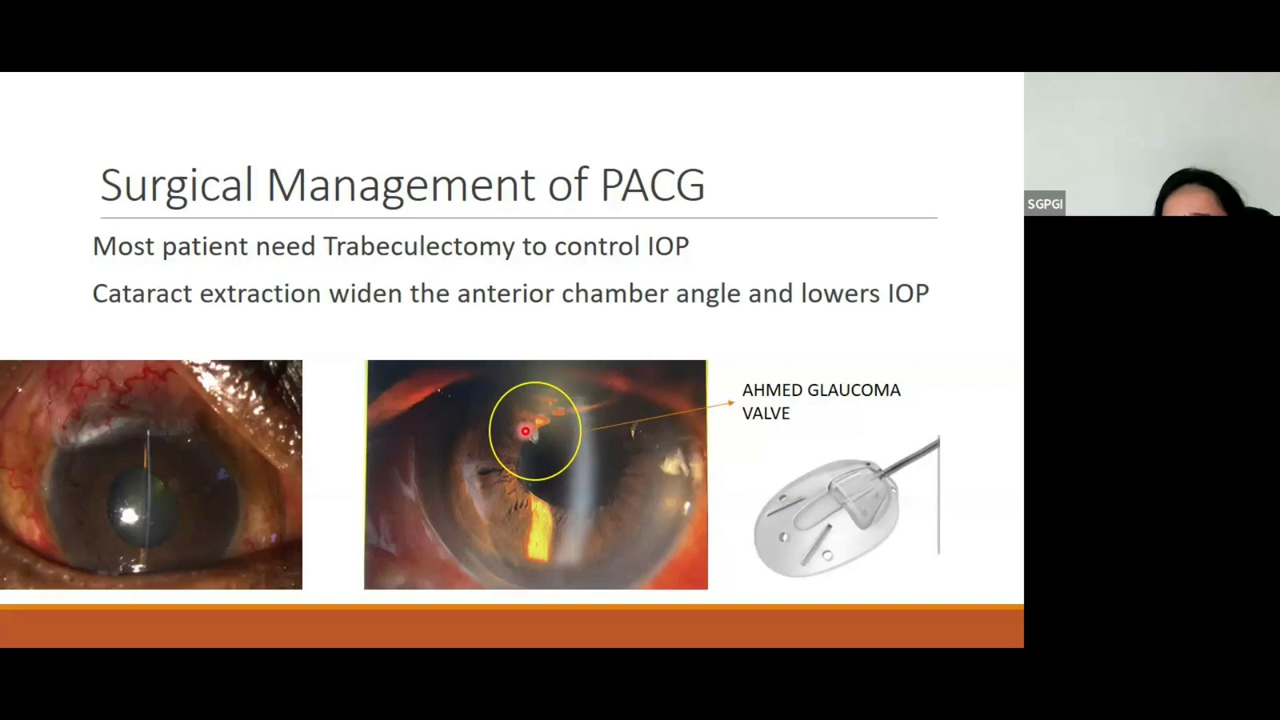 Surgical Management of PACG
Most patient need Trabeculectomy to control IOP
Cataract extraction widen the anterior chamber angle and lowers IOP
AHMED GLAUCOMA
VALVE
SGPGI